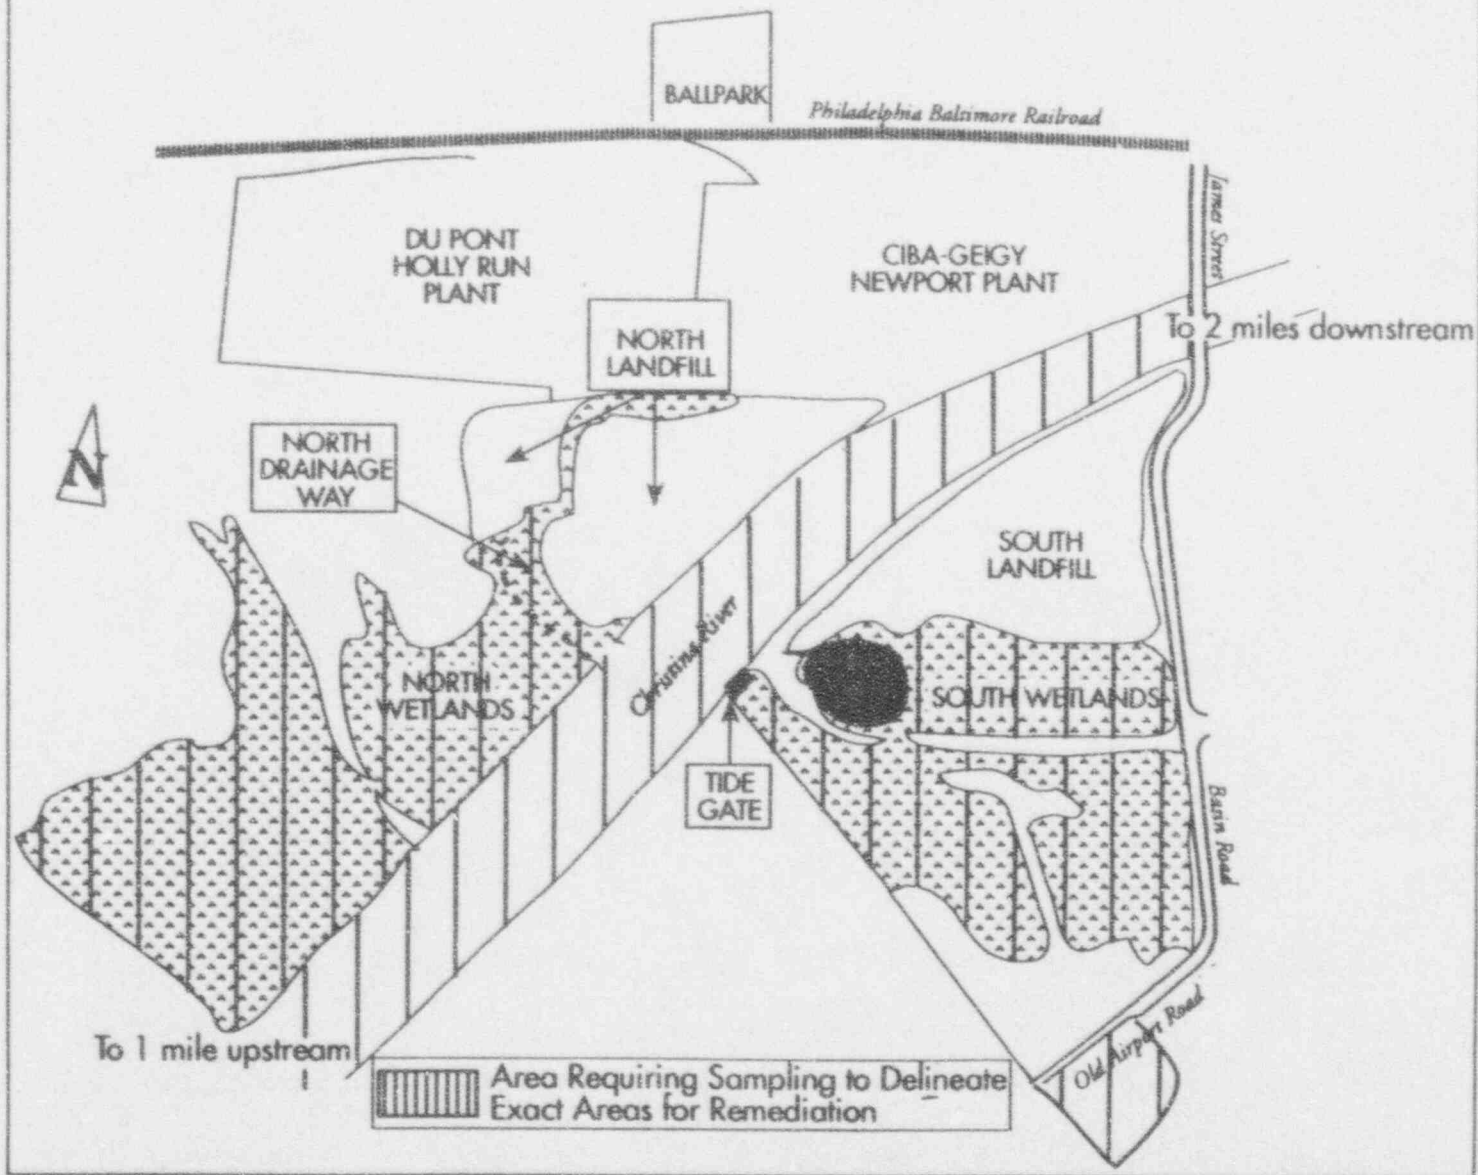 BALLPARK
Philadelphia Baltimore Railroad
James Street
DU PONT
HOLLY RUN
PLANT
CIBA-GEIGY
NEWPORT PLANT
NORTH
LANDFILL
To 2 miles downstream
NORTH
DRAINAGE
WAY
N
SOUTH
LANDFILL
Christina River
NORTH
WETLANDS
SOUTH WETLANDS
TIDE
GATE
Basin Road
Old Airport Road
To 1 mile upstream
Area Requiring Sampling to Delineate
Exact Areas for Remediation